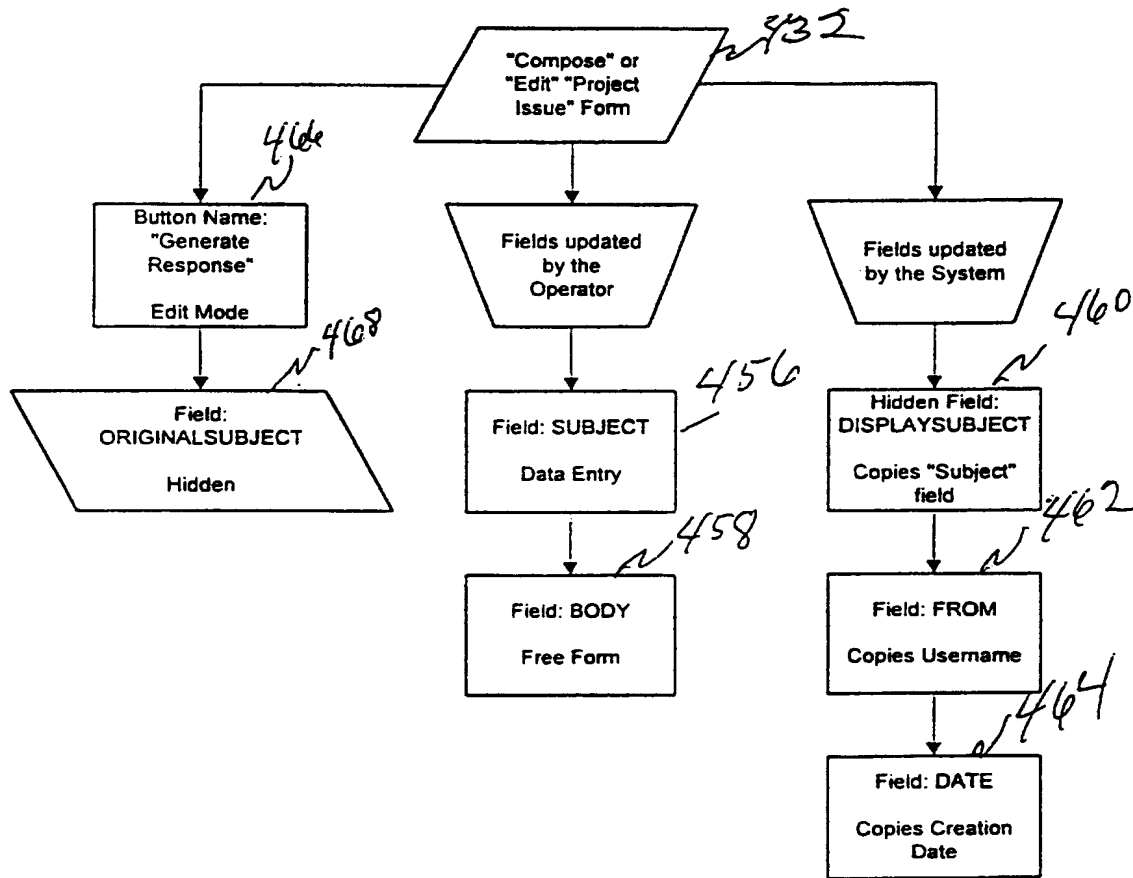 432
"Compose" or
"Edit" "Project
Issue" Form
466
Button Name:
"Generate
Response"
Edit Mode
Fields updated
by the
Operator
Fields updated
by the System
468
Field:
ORIGINALSUBJECT
Hidden
456
Field: SUBJECT
Data Entry
460
Hidden Field:
DISPLAYSUBJECT
Copies "Subject"
field
458
Field: BODY
Free Form
462
Field: FROM
Copies Username
464
Field: DATE
Copies Creation
Date